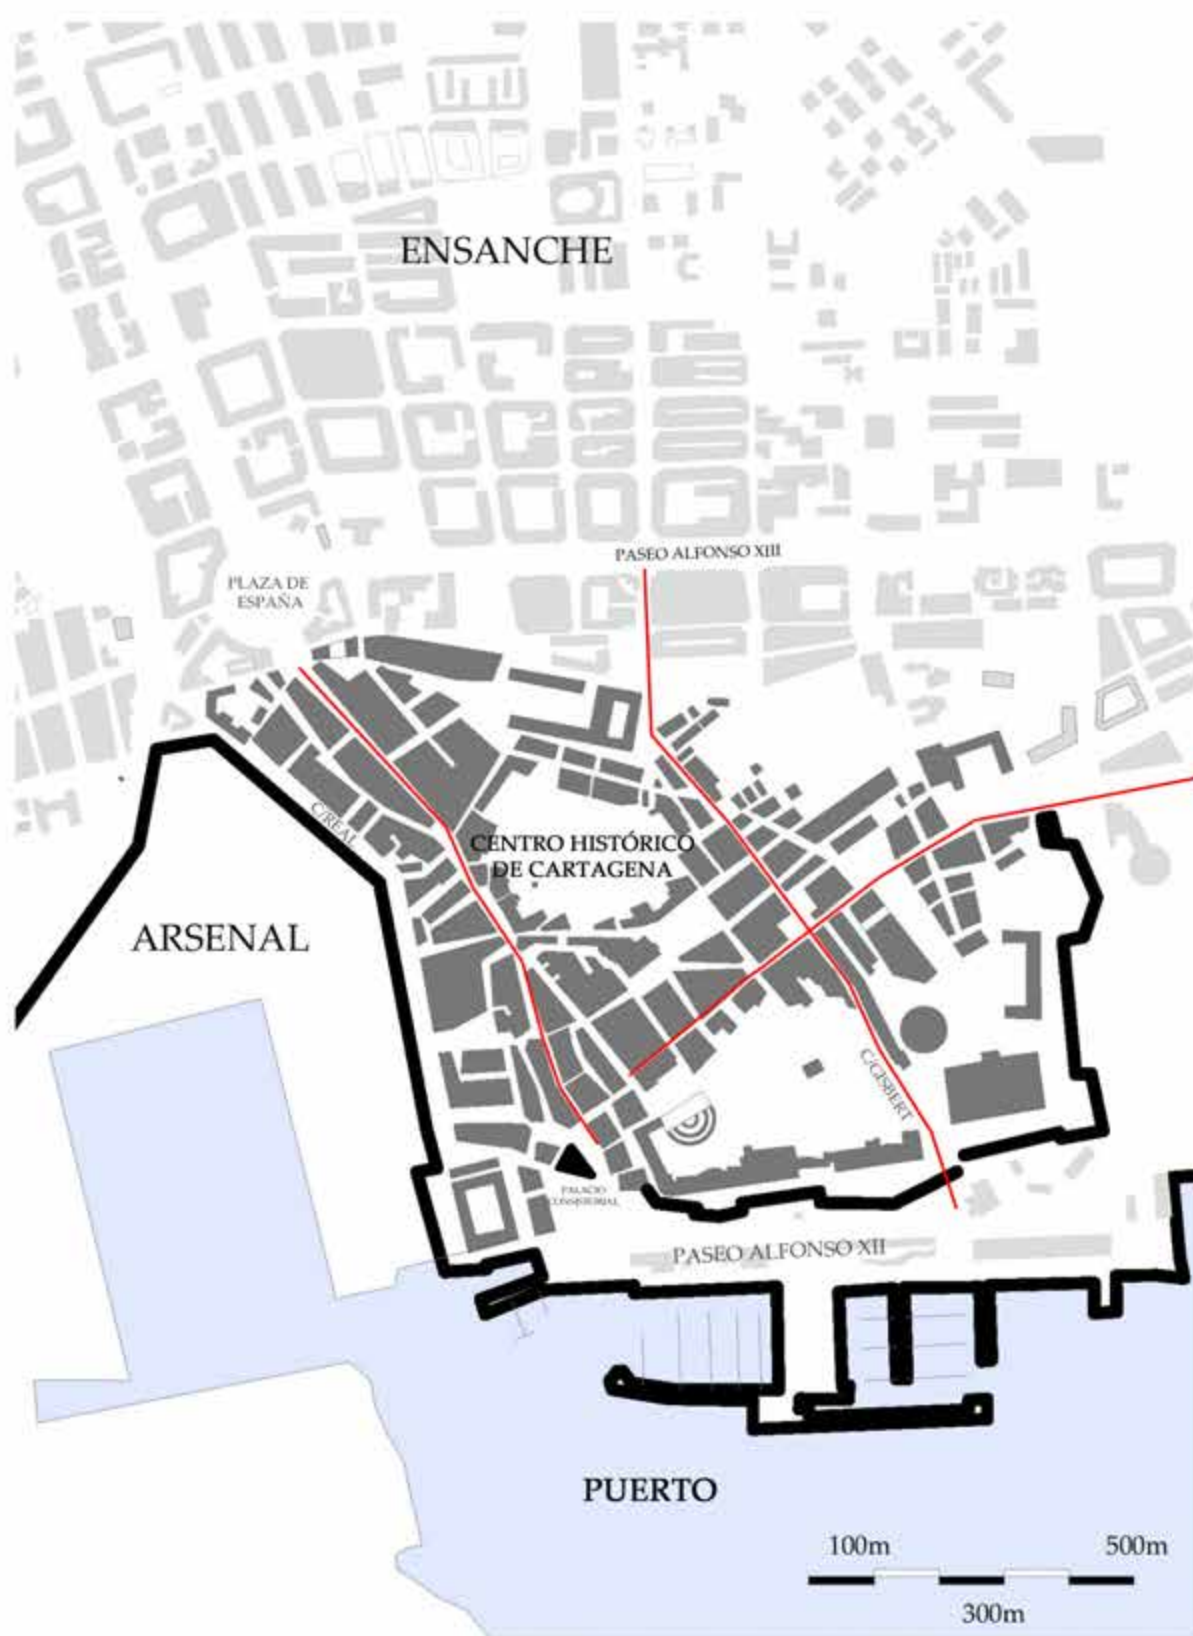 ENSANCHE
PASEO ALFONSO XIII
PLAZA DE
ESPAÑA
C/REAL
CENTRO HISTÓRICO
DE CARTAGENA
ARSENAL
C/GISBERT
PALACIO
CONSISTORIAL
PASEO ALFONSO XII
PUERTO
100m
500m
300m